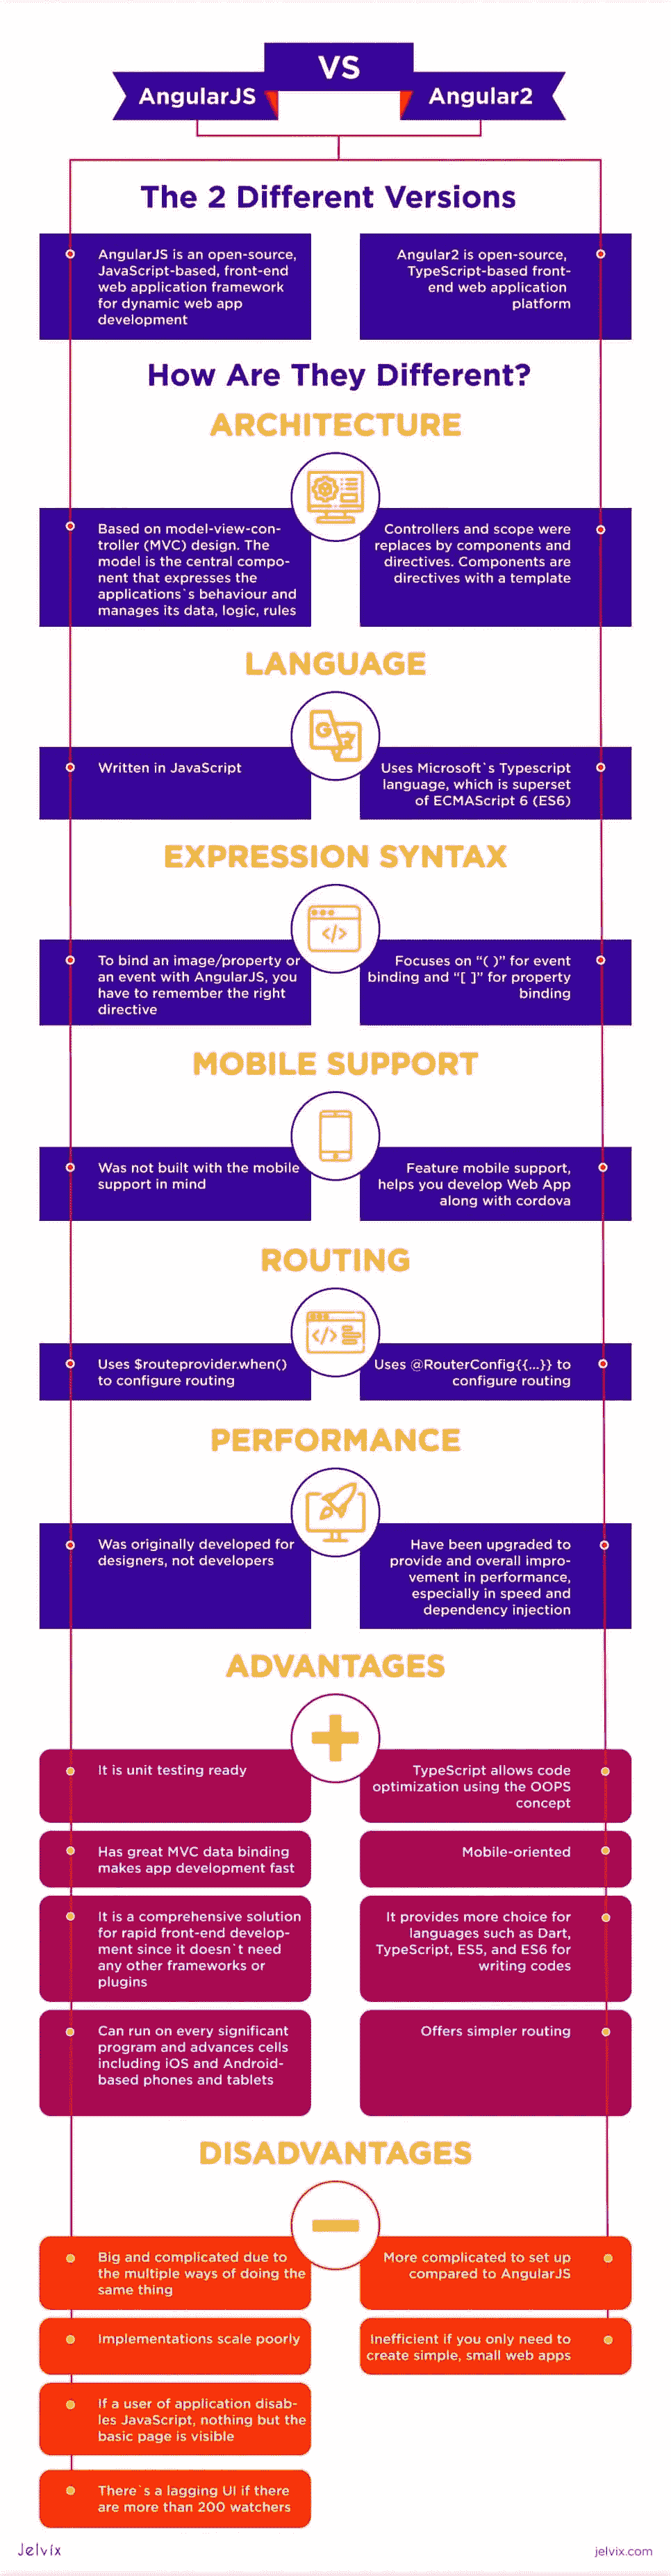 VS
AngularJS
Angular2
The 2 Different Versions
AngularJS is an open-source,
JavaScript-based, front-end
web application framework
for dynamic web app
development
Angular2 is open-source,
TypeScript-based front-
end web application
platform
How Are They Different?
ARCHITECTURE
Based on model-view-con-
troller (MVC) design. The
model is the central compo-
nent that expresses the
applications`s behaviour and
manages its data, logic, rules
Controllers and scope were
replaces by components and
directives. Components are
directives with a template
LANGUAGE
Written in JavaScript
Uses Microsoft`s Typescript
language, which is superset
of ECMAScript 6 (ES6)
EXPRESSION SYNTAX
</>
To bind an image/property or
an event with AngularJS, you
have to remember the right
directive
Focuses on “( )” for event
binding and “[ ]” for property
binding
MOBILE SUPPORT
Was not built with the mobile
support in mind
Feature mobile support,
helps you develop Web App
along with cordova
ROUTING
</>
Uses $routeprovider.when()
to configure routing
Uses @RouterConfig{{...}} to
configure routing
PERFORMANCE
Was originally developed for
designers, not developers
Have been upgraded to
provide and overall impro-
vement in performance,
especially in speed and
dependency injection
ADVANTAGES
It is unit testing ready
TypeScript allows code
optimization using the OOPS
concept
Has great MVC data binding
makes app development fast
Mobile-oriented
It is a comprehensive solution
for rapid front-end develop-
ment since it doesn`t need
any other frameworks or
plugins
It provides more choice for
languages such as Dart,
TypeScript, ES5, and ES6 for
writing codes
Can run on every significant
program and advances cells
including iOS and Android-
based phones and tablets
Offers simpler routing
DISADVANTAGES
Big and complicated due to
the multiple ways of doing the
same thing
More complicated to set up
compared to AngularJS
Implementations scale poorly
Inefficient if you only need to
create simple, small web apps
If a user of application disab-
les JavaScript, nothing but the
basic page is visible
There`s a lagging UI if there
are more than 200 watchers
Jelvix
jelvix.com